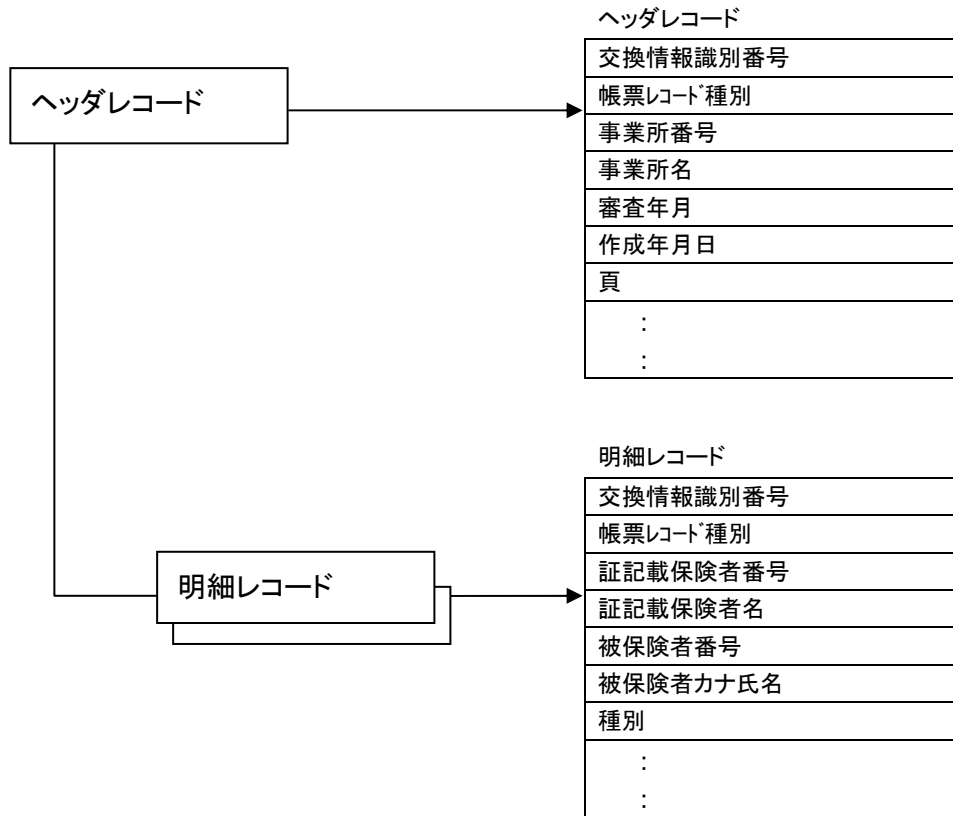 ヘッダレコード
ヘッダレコード
交換情報識別番号
帳票ﾚｺｰﾄﾞ種別
事業所番号
事業所名
審査年月
作成年月日
頁
:
:
明細レコード
明細レコード
交換情報識別番号
帳票ﾚｺｰﾄﾞ種別
証記載保険者番号
証記載保険者名
被保険者番号
被保険者カナ氏名
種別
:
: